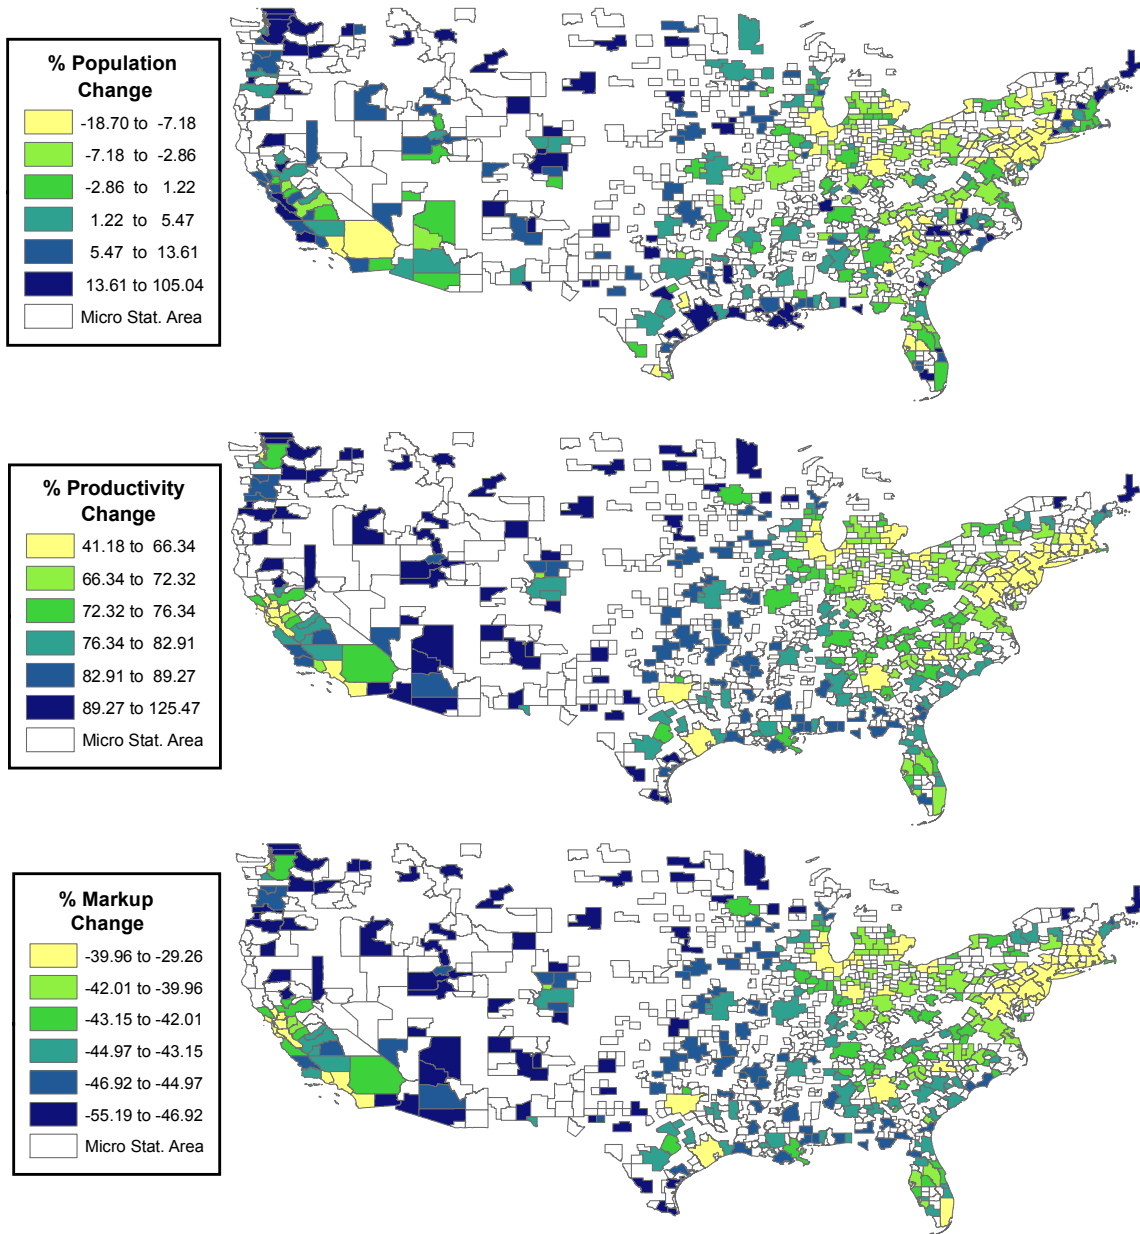 % Population
Change
-18.70 to -7.18
-7.18 to -2.86
-2.86 to 1.22
1.22 to 5.47
5.47 to 13.61
13.61 to 105.04
Micro Stat. Area
% Productivity
Change
41.18 to 66.34
66.34 to 72.32
72.32 to 76.34
76.34 to 82.91
82.91 to 89.27
89.27 to 125.47
Micro Stat. Area
% Markup
Change
-39.96 to -29.26
-42.01 to -39.96
-43.15 to -42.01
-44.97 to -43.15
-46.92 to -44.97
-55.19 to -46.92
Micro Stat. Area